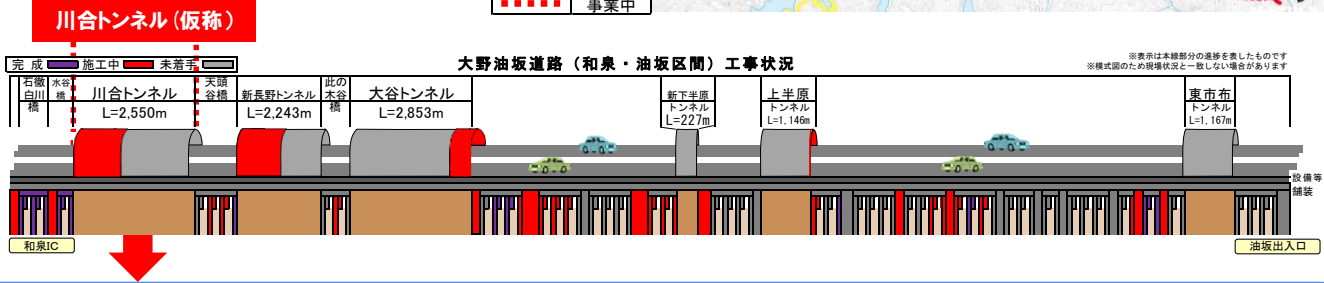 事業中
川合トンネル(仮称)
完成 施工中 未着手
大野油坂道路(和泉・油坂区間)工事状況
※表示は本線部分の進捗を表したものです
※模式図のため現場状況と一致しない場合があります
石徹白川橋
水谷橋
川合トンネル
L=2,550m
天頭谷橋
新長野トンネル
L=2,243m
此の木谷橋
大谷トンネル
L=2,853m
新下半原
トンネル
L=227m
上半原
トンネル
L=1,146m
東市布
トンネル
L=1,167m
設備等
舗装
和泉IC
油坂出入口